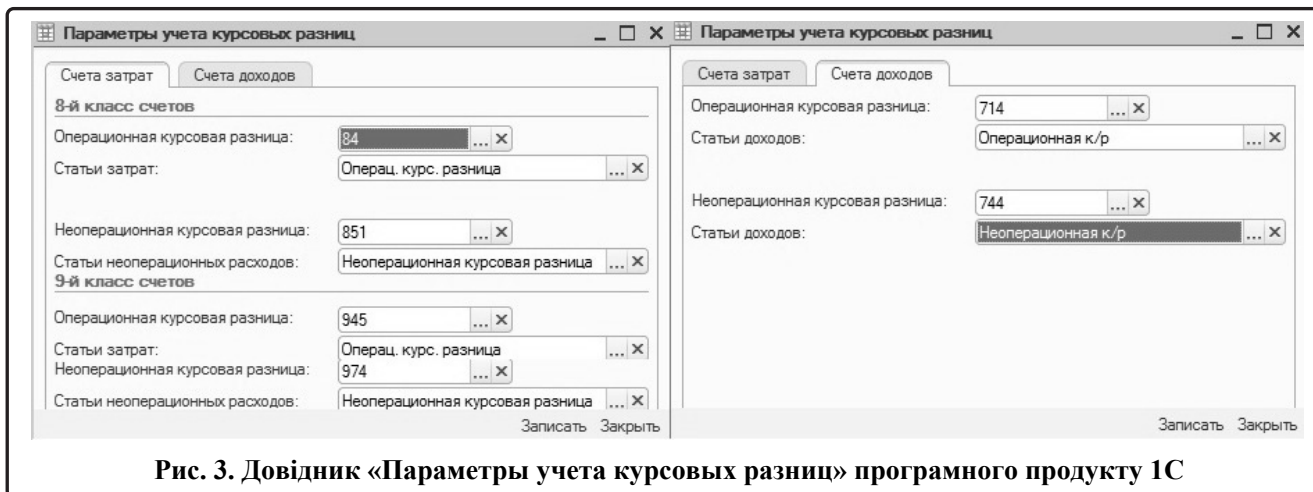 Параметры учета курсовых разниц
Счета затрат Счета доходов
8-й класс счетов
Операционная курсовая разница: 84 ... ×
Статьи затрат: Операц. курс. разница ... ×
Неоперационная курсовая разница: 851 ... ×
Статьи неоперационных расходов: Неоперационная курсовая разница ... ×
9-й класс счетов
Операционная курсовая разница: 945 ... ×
Статьи затрат: Операц. курс. разница ... ×
Неоперационная курсовая разница: 974 ... ×
Статьи неоперационных расходов: Неоперационная курсовая разница ... ×
Записать Закрыть
Параметры учета курсовых разниц
Счета затрат Счета доходов
Операционная курсовая разница: 714 ... ×
Статьи доходов: Операционная к/р ... ×
Неоперационная курсовая разница: 744 ... ×
Статьи доходов: Неоперационная к/р ... ×
Записать Закрыть
Рис. 3. Довідник «Параметры учета курсовых разниц» програмного продукту 1С